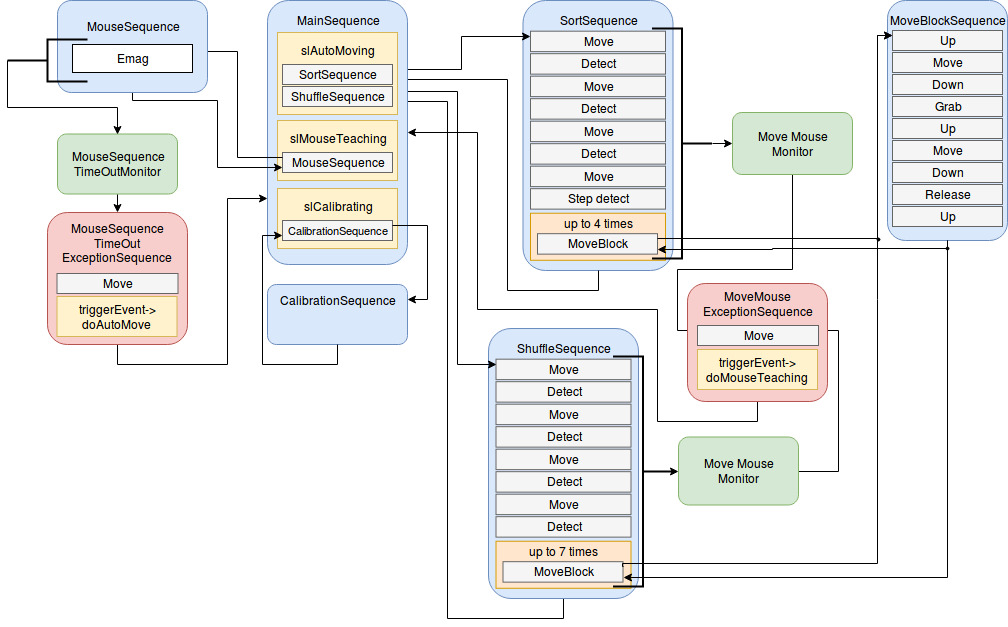 MouseSequence
Emag
MouseSequence
TimeOutMonitor
MouseSequence
TimeOut
ExceptionSequence
Move
triggerEvent->
doAutoMove
MainSequence
slAutoMoving
SortSequence
ShuffleSequence
slMouseTeaching
MouseSequence
slCalibrating
CalibrationSequence
CalibrationSequence
SortSequence
Move
Detect
Move
Detect
Move
Detect
Move
Step detect
up to 4 times
MoveBlock
ShuffleSequence
Move
Detect
Move
Detect
Move
Detect
Move
Detect
up to 7 times
MoveBlock
Move Mouse
Monitor
MoveMouse
ExceptionSequence
Move
triggerEvent->
doMouseTeaching
Move Mouse
Monitor
MoveBlockSequence
Up
Move
Down
Grab
Up
Move
Down
Release
Up